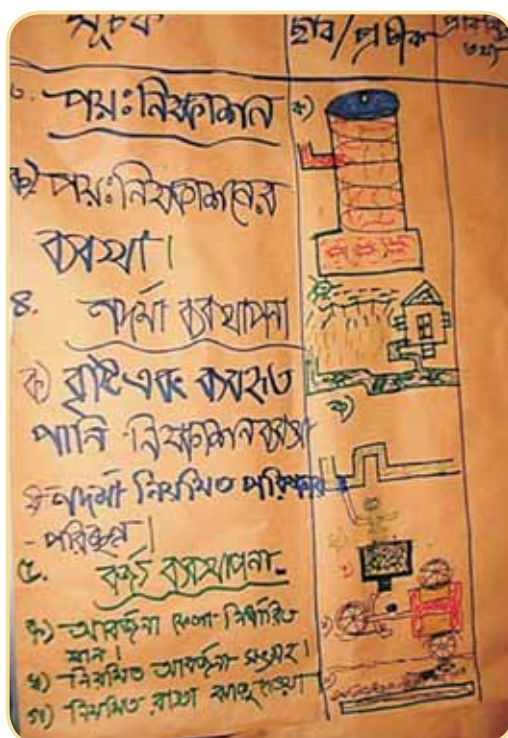 সূচক
ছবি/প্রতীক
প্রাপ্ত
তথ্য
৩. পয়ঃনিষ্কাশন
ক) পয়ঃনিষ্কাশনের
ব্যবস্থা।
৪. নর্দমা ব্যবস্থাপনা
ক) বৃষ্টি এবং ব্যবহৃত
পানি নিষ্কাশন ব্যবস্থা
খ) নর্দমা নিয়মিত পরিষ্কার
- পরিচ্ছন্ন।
৫. বর্জ্য ব্যবস্থাপনা-
ক) আবর্জনা ফেলা নির্ধারিত
স্থান।
খ) নিয়মিত আবর্জনা সংগ্রহ।
গ) নিয়মিত রাস্তা ঝাড়ু দেওয়া
ক)
ক)
খ)